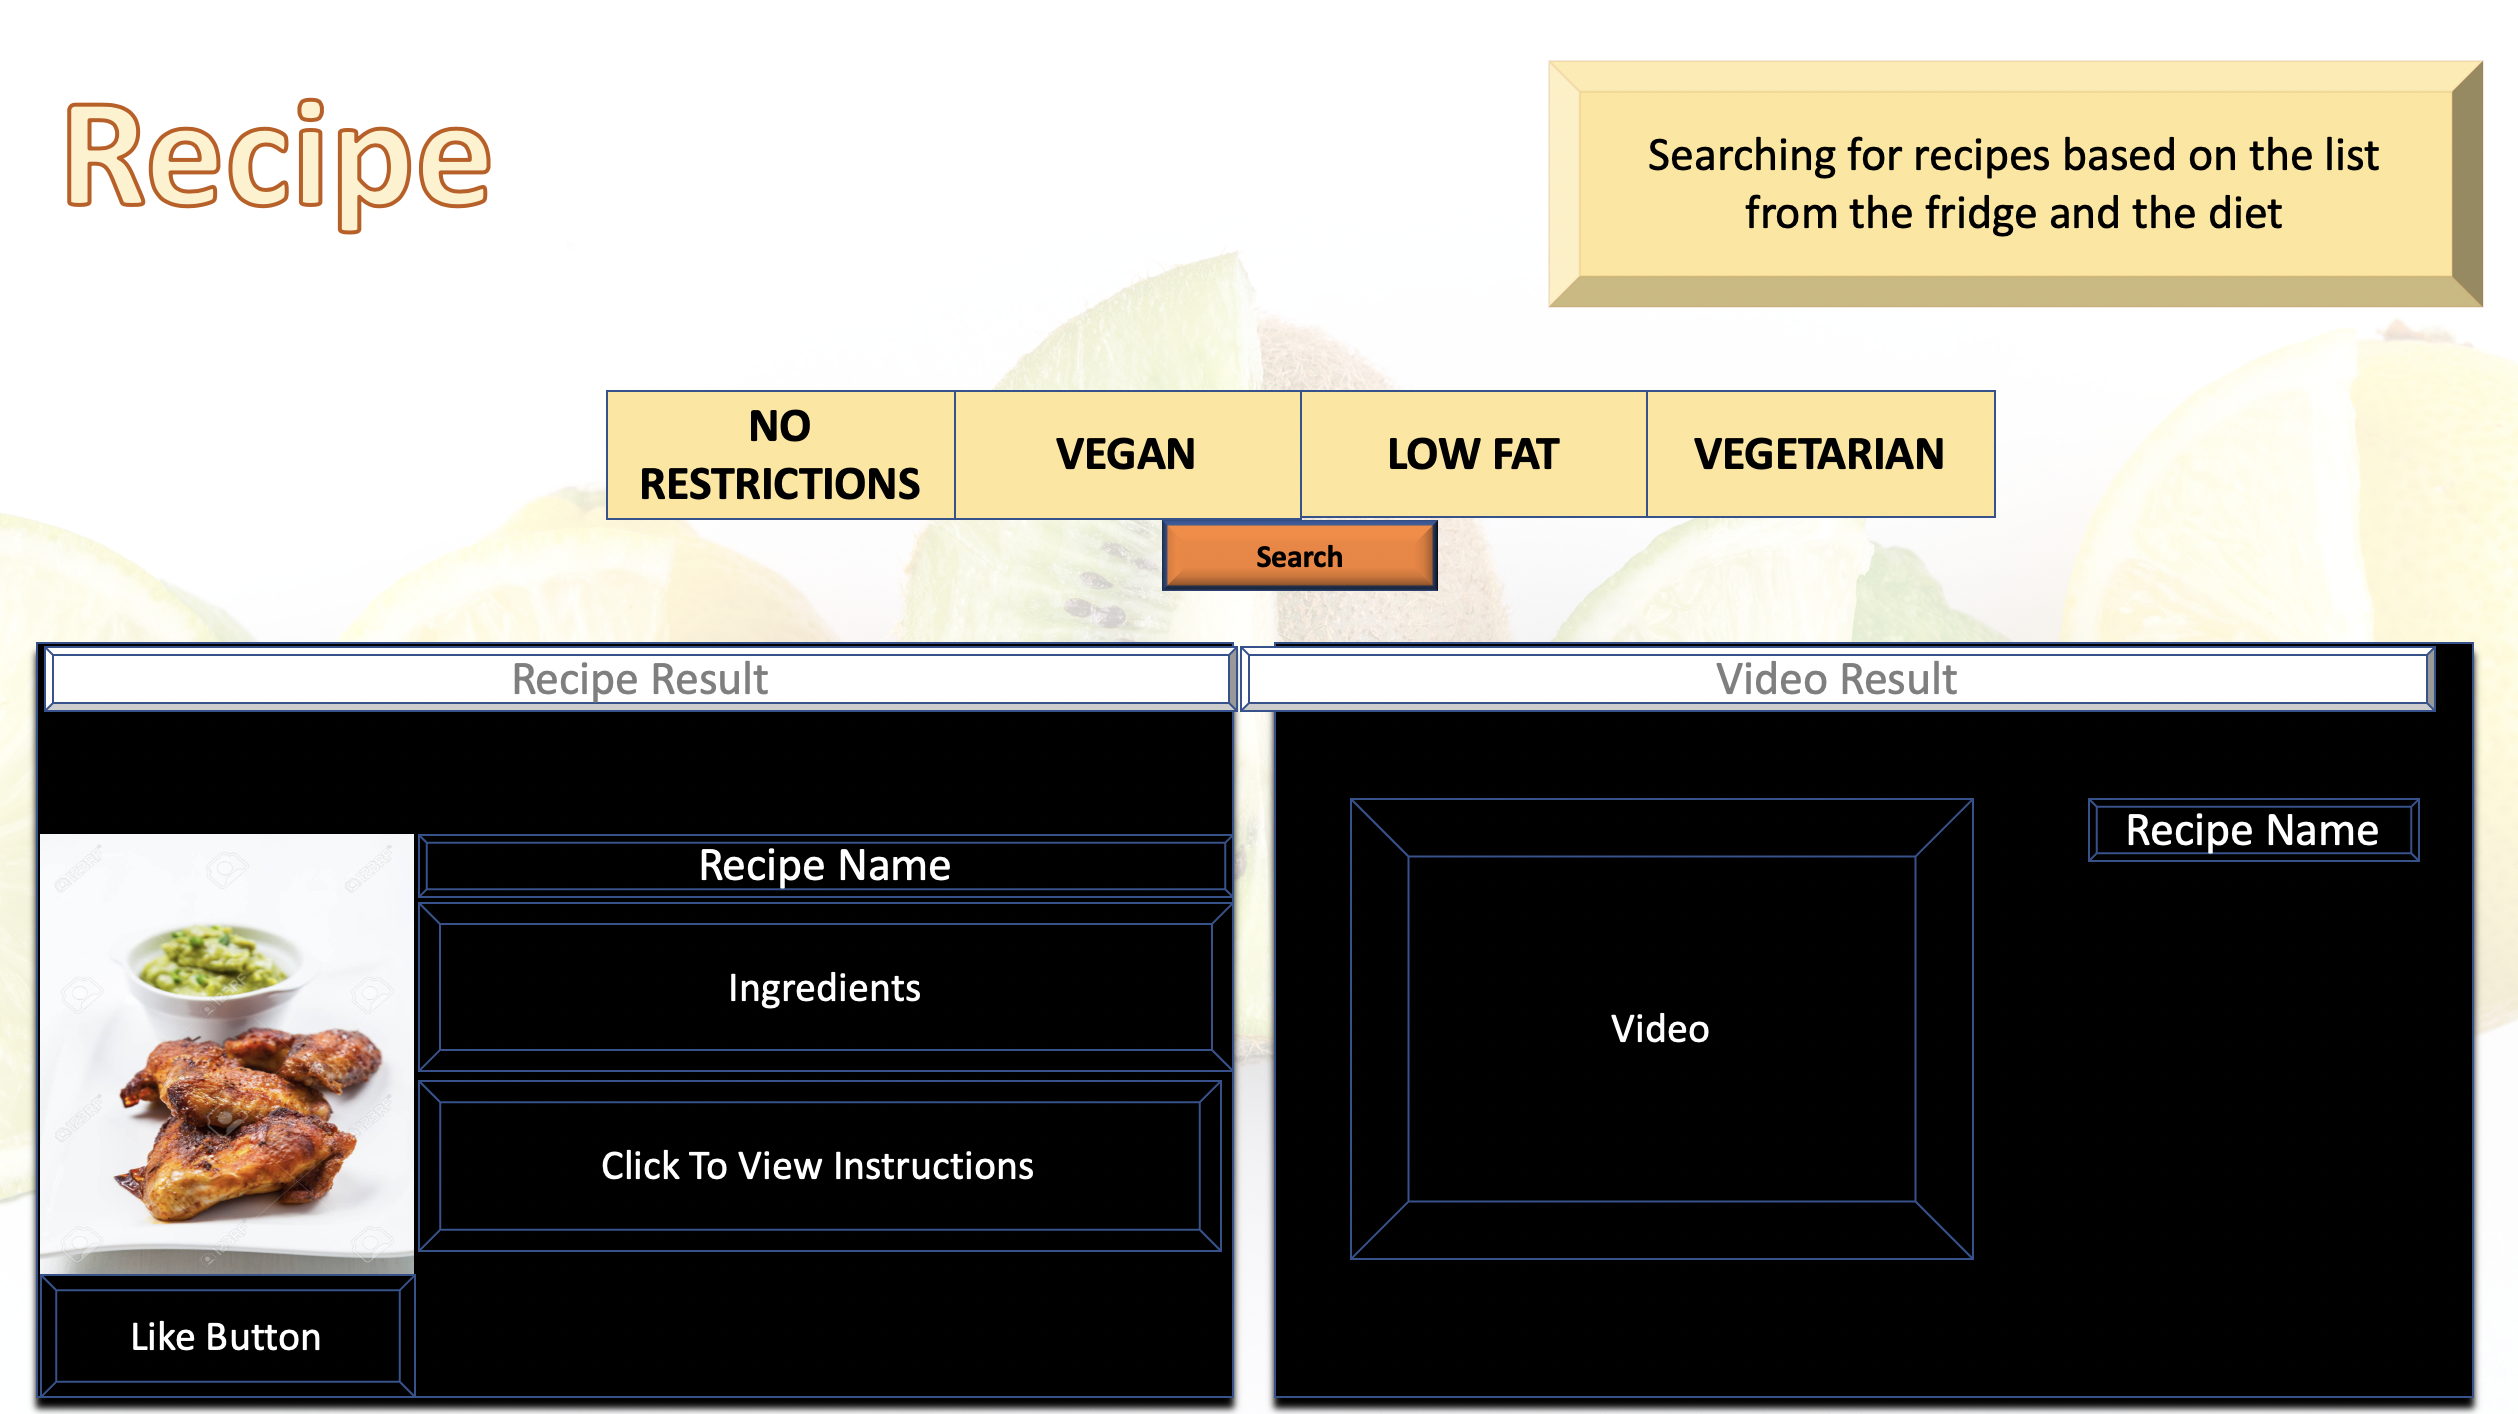 Recipe
Searching for recipes based on the list
from the fridge and the diet
NO
RESTRICTIONS
VEGAN
LOW FAT
VEGETARIAN
Search
Recipe Result
Video Result
Recipe Name
Ingredients
Click To View Instructions
Like Button
Video
Recipe Name